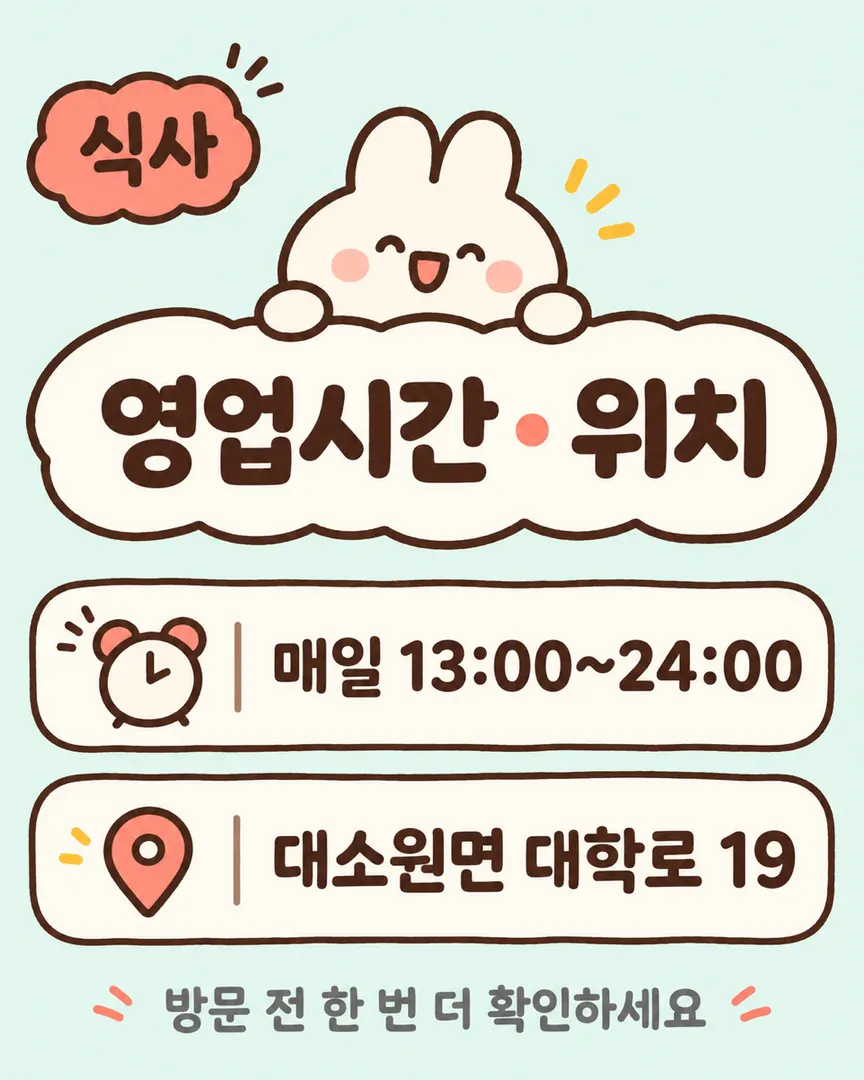 식사
영업시간 • 위치
매일 13:00~24:00
대소원면 대학로 19
방문 전 한 번 더 확인하세요